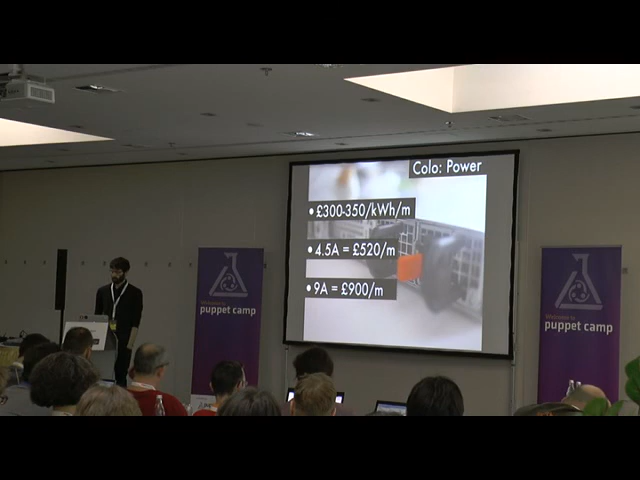 Colo: Power
• £300-350/kWh/m
• 4.5A = £520/m
• 9A = £900/m
Welcome to
puppet camp
Welcome to
puppet camp